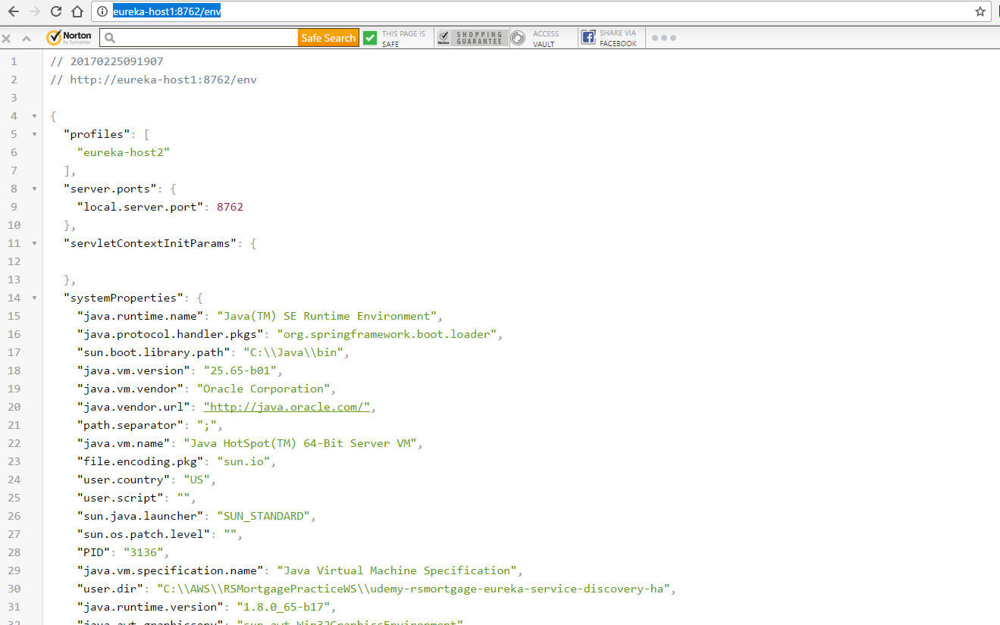 eureka-host1:8762/env
Norton by Symantec Safe Search THIS PAGE IS SAFE Norton SHOPPING GUARANTEE ACCESS VAULT SHARE VIA FACEBOOK
1 // 20170225091907
2 // http://eureka-host1:8762/env
3
4 {
5 "profiles": [
6 "eureka-host2"
7 ],
8 "server.ports": {
9 "local.server.port": 8762
10 },
11 "servletContextInitParams": {
12
13 },
14 "systemProperties": {
15 "java.runtime.name": "Java(TM) SE Runtime Environment",
16 "java.protocol.handler.pkgs": "org.springframework.boot.loader",
17 "sun.boot.library.path": "C:\\Java\\bin",
18 "java.vm.version": "25.65-b01",
19 "java.vm.vendor": "Oracle Corporation",
20 "java.vendor.url": "http://java.oracle.com/",
21 "path.separator": ";",
22 "java.vm.name": "Java HotSpot(TM) 64-Bit Server VM",
23 "file.encoding.pkg": "sun.io",
24 "user.country": "US",
25 "user.script": "",
26 "sun.java.launcher": "SUN_STANDARD",
27 "sun.os.patch.level": "",
28 "PID": "3136",
29 "java.vm.specification.name": "Java Virtual Machine Specification",
30 "user.dir": "C:\\AWS\\RSMortgagePracticeWS\\udemy-rsmortgage-eureka-service-discovery-ha",
31 "java.runtime.version": "1.8.0_65-b17",
32 "java.awt.graphicsenv": "sun.awt.Win32GraphicsEnvironment",